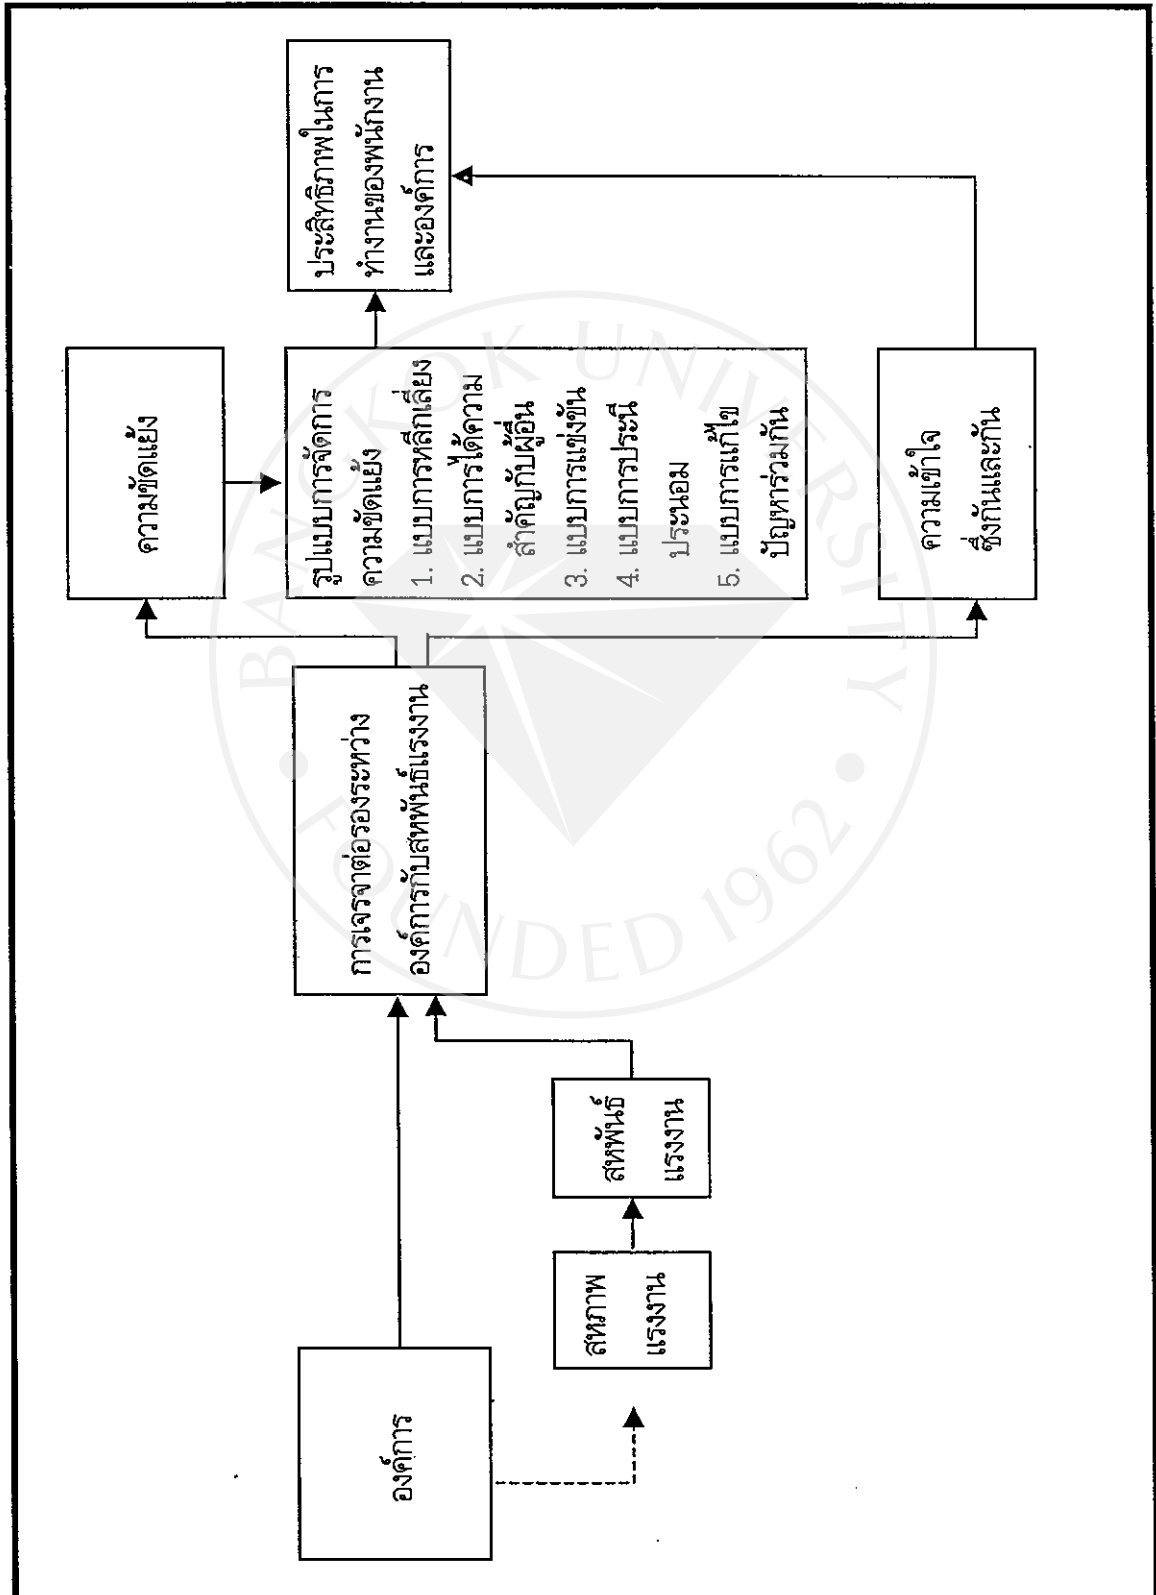 องค์การ
สหภาพ
แรงงาน
สหพันธ์
แรงงาน
การเจรจาต่อรองระหว่าง
องค์การกับสหพันธ์แรงงาน
ความขัดแย้ง
รูปแบบการจัดการ
ความขัดแย้ง
1. แบบการหลีกเลี่ยง
2. แบบการได้ความ
สำคัญกับผู้อื่น
3. แบบการแข่งขัน
4. แบบการประนี
ประนอม
5. แบบการแก้ไข
ปัญหาร่วมกัน
ความเข้าใจ
ซึ่งกันและกัน
ประสิทธิภาพในการ
ทำงานของพนักงาน
และองค์การ
BANGKOK UNIVERSITY
FOUNDED 1962